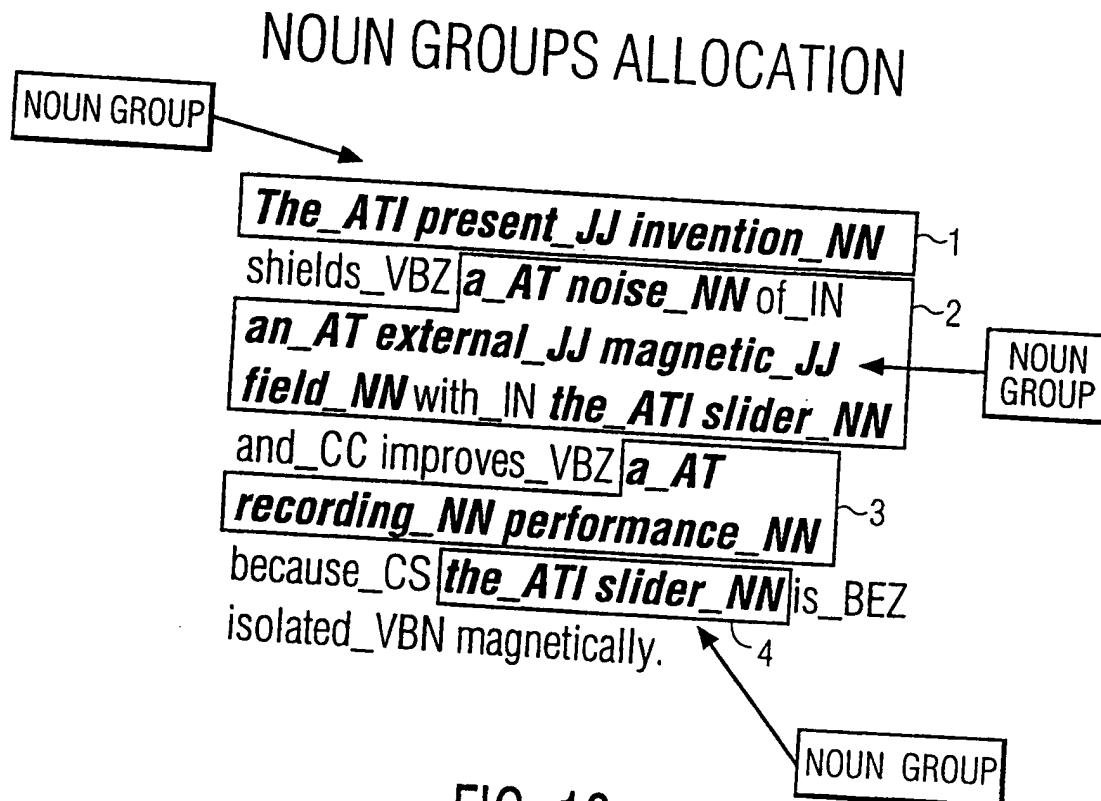 NOUN GROUPS ALLOCATION
NOUN GROUP
The_ATI present_JJ invention_NN ~1
shields_VBZ a_AT noise_NN of_IN ~2
an_AT external_JJ magnetic_JJ
NOUN
GROUP
field_NN with_IN the_ATI slider_NN
and_CC improves_VBZ a_AT
recording_NN performance_NN ~3
because_CS the_ATI slider_NN is_BEZ
isolated_VBN magnetically. 4
NOUN GROUP